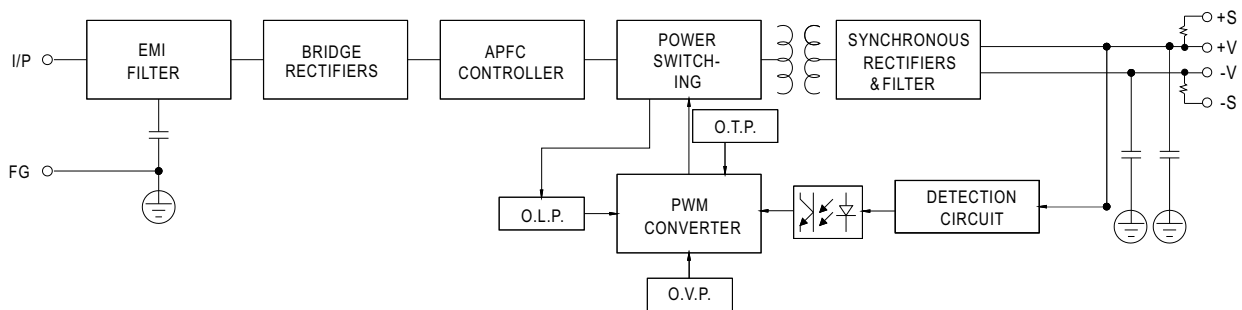 I/P
EMI
FILTER
BRIDGE
RECTIFIERS
APFC
CONTROLLER
POWER
SWITCH-
ING
SYNCHRONOUS
RECTIFIERS
&FILTER
+S
+V
-V
-S
FG
O.T.P.
O.L.P.
PWM
CONVERTER
DETECTION
CIRCUIT
O.V.P.